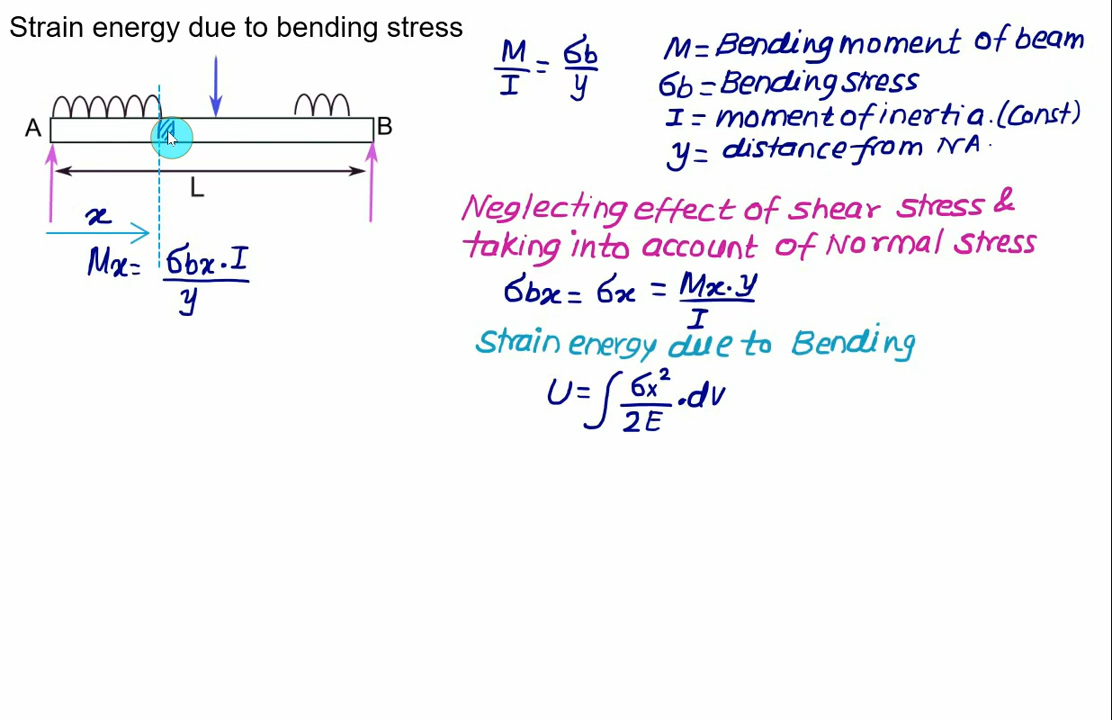 Strain energy due to bending stress
A
B
L
x
Mx = σbx · I / y
M / I = σb / y
M = Bending moment of beam
σb = Bending stress
I = moment of inertia. (Const)
y = distance from NA.
Neglecting effect of shear stress &
taking into account of Normal stress
σbx = σx = Mx · y / I
Strain energy due to Bending
U = ∫ σx² / 2E · dv